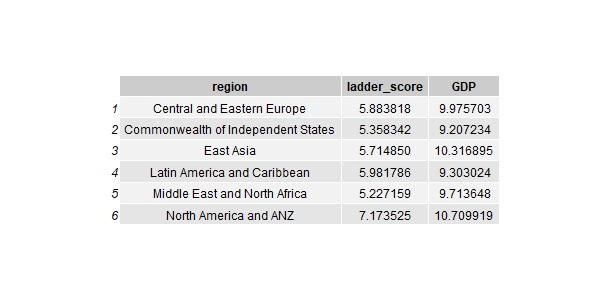 region ladder_score GDP
1 Central and Eastern Europe 5.883818 9.975703
2 Commonwealth of Independent States 5.358342 9.207234
3 East Asia 5.714850 10.316895
4 Latin America and Caribbean 5.981786 9.303024
5 Middle East and North Africa 5.227159 9.713648
6 North America and ANZ 7.173525 10.709919